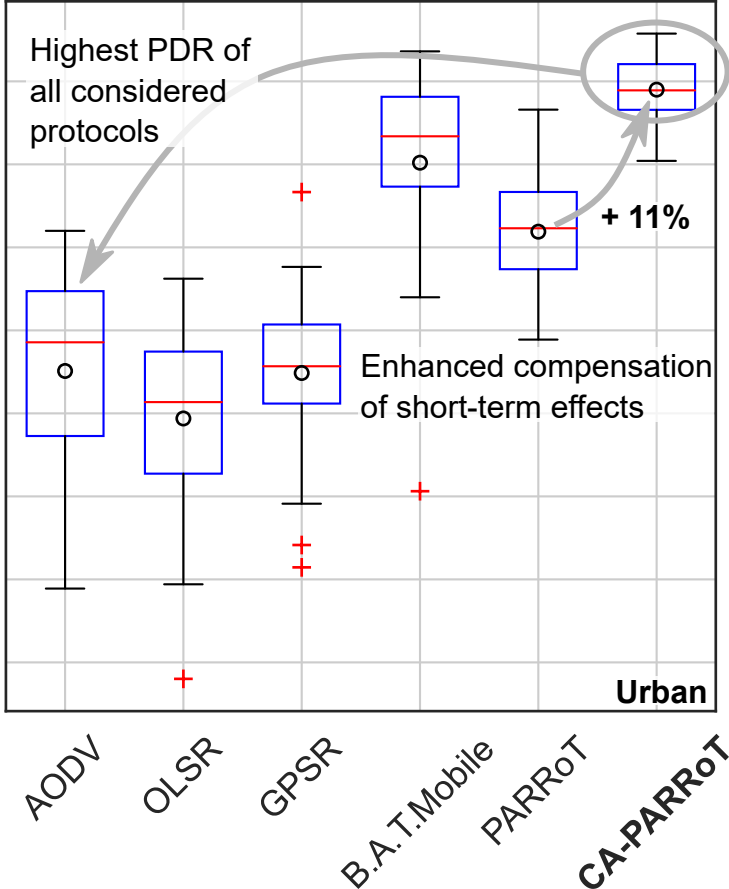 Highest PDR of
all considered
protocols
+ 11%
Enhanced compensation
of short-term effects
Urban
AODV
OLSR
GPSR
B.A.T.Mobile
PARRoT
CA-PARRoT